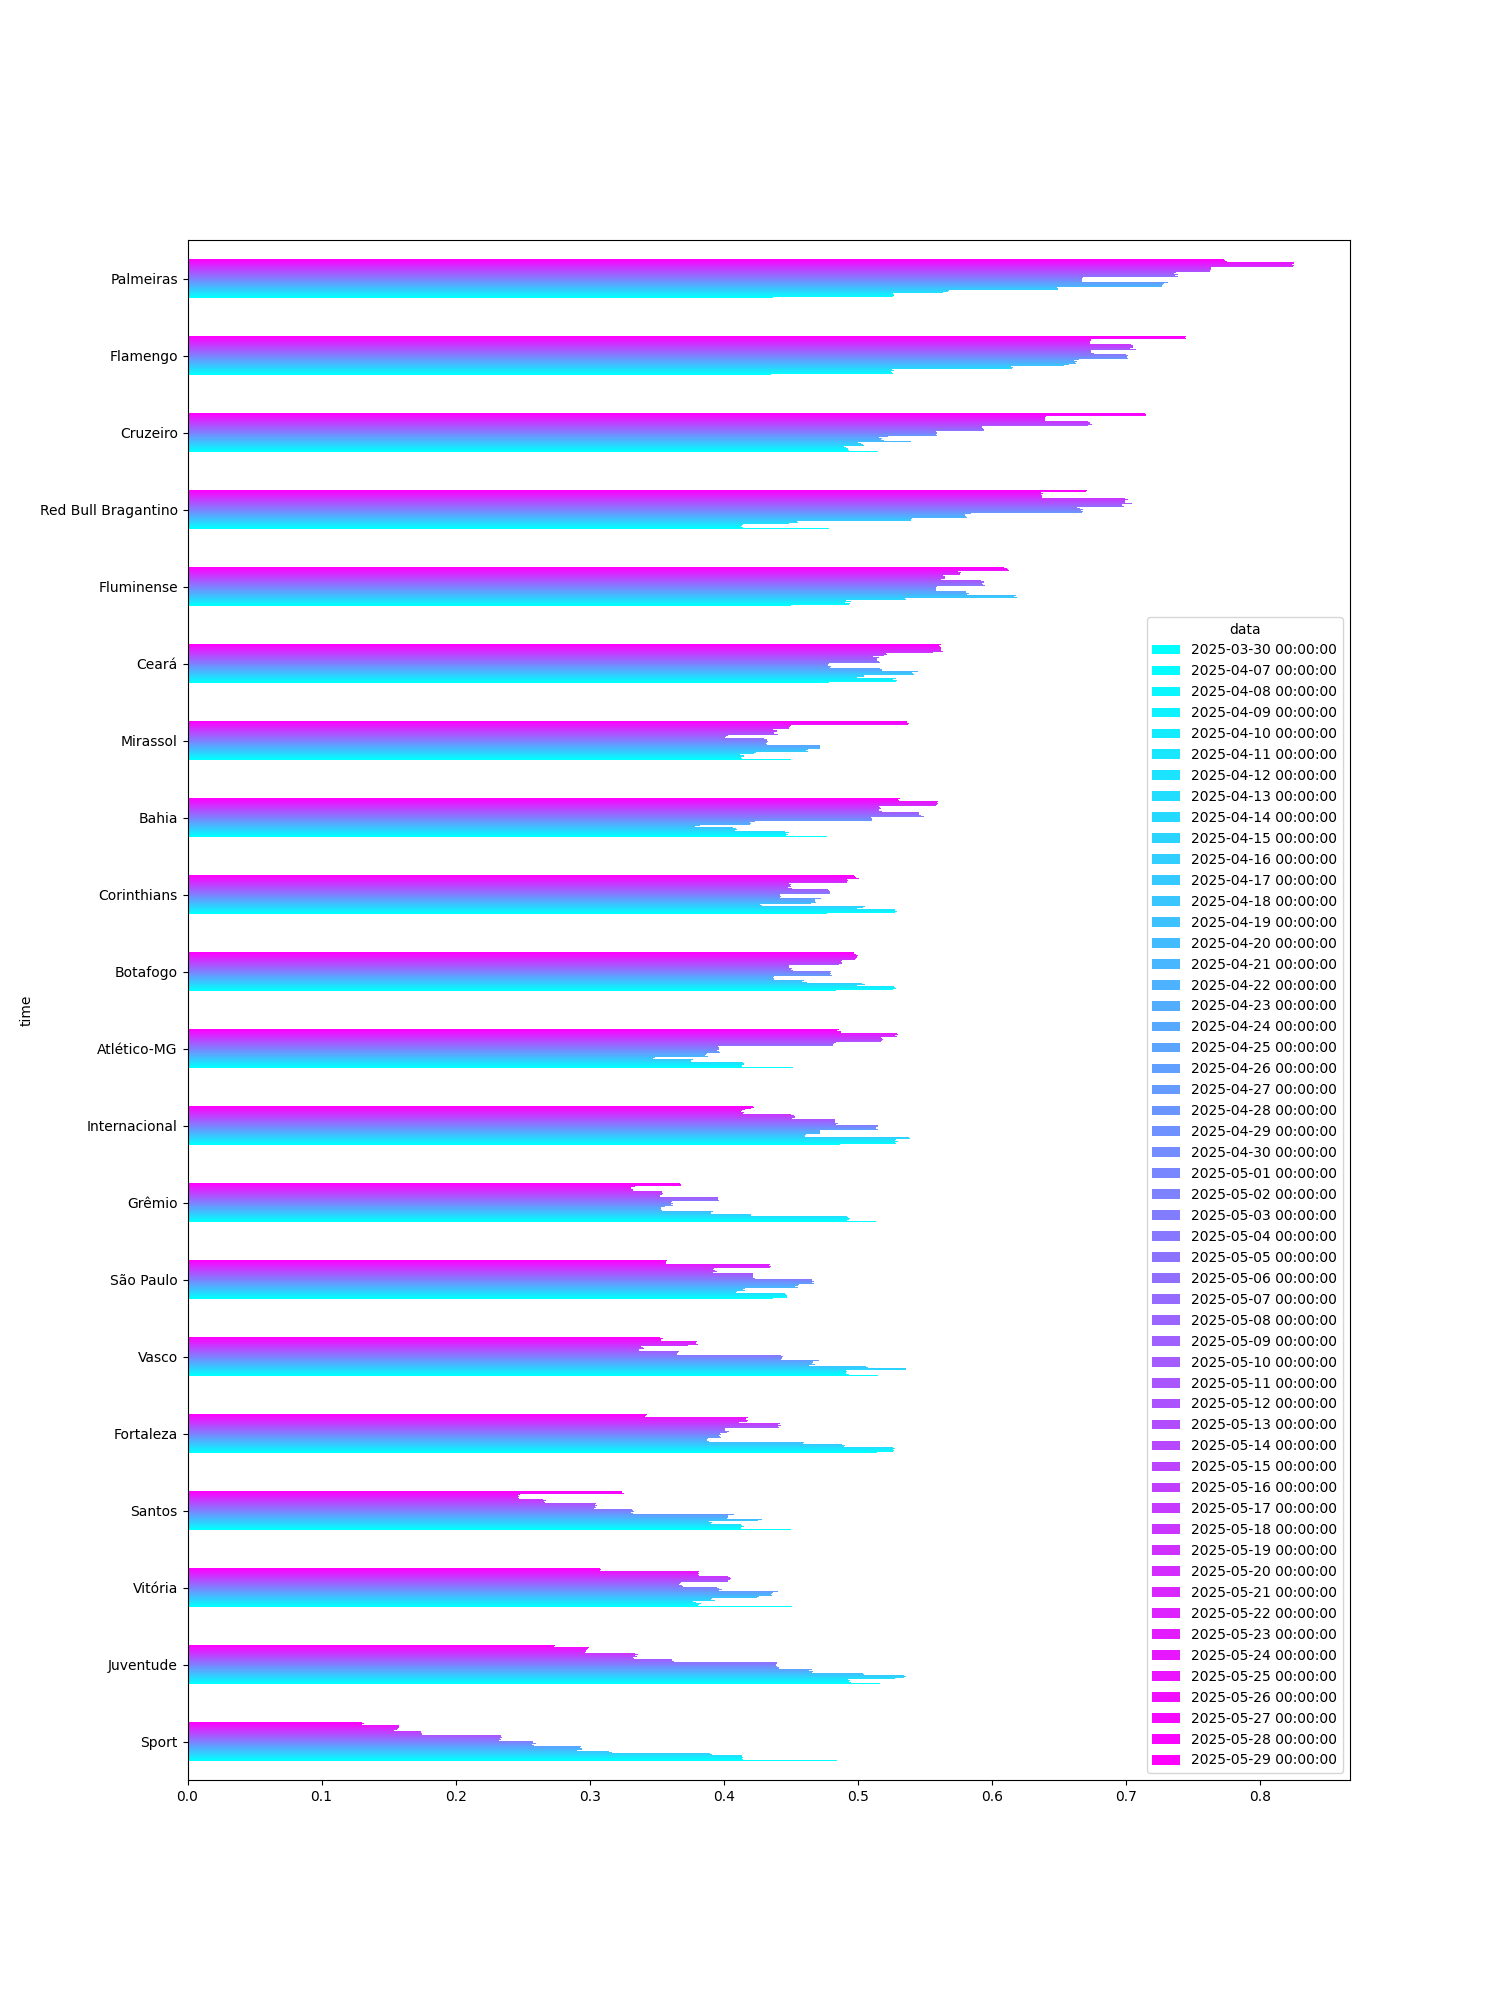 Palmeiras
Flamengo
Cruzeiro
Red Bull Bragantino
Fluminense
Ceará
Mirassol
Bahia
Corinthians
Botafogo
Atlético-MG
Internacional
Grêmio
São Paulo
Vasco
Fortaleza
Santos
Vitória
Juventude
Sport
time
0.0 0.1 0.2 0.3 0.4 0.5 0.6 0.7 0.8
data
2025-03-30 00:00:00
2025-04-07 00:00:00
2025-04-08 00:00:00
2025-04-09 00:00:00
2025-04-10 00:00:00
2025-04-11 00:00:00
2025-04-12 00:00:00
2025-04-13 00:00:00
2025-04-14 00:00:00
2025-04-15 00:00:00
2025-04-16 00:00:00
2025-04-17 00:00:00
2025-04-18 00:00:00
2025-04-19 00:00:00
2025-04-20 00:00:00
2025-04-21 00:00:00
2025-04-22 00:00:00
2025-04-23 00:00:00
2025-04-24 00:00:00
2025-04-25 00:00:00
2025-04-26 00:00:00
2025-04-27 00:00:00
2025-04-28 00:00:00
2025-04-29 00:00:00
2025-04-30 00:00:00
2025-05-01 00:00:00
2025-05-02 00:00:00
2025-05-03 00:00:00
2025-05-04 00:00:00
2025-05-05 00:00:00
2025-05-06 00:00:00
2025-05-07 00:00:00
2025-05-08 00:00:00
2025-05-09 00:00:00
2025-05-10 00:00:00
2025-05-11 00:00:00
2025-05-12 00:00:00
2025-05-13 00:00:00
2025-05-14 00:00:00
2025-05-15 00:00:00
2025-05-16 00:00:00
2025-05-17 00:00:00
2025-05-18 00:00:00
2025-05-19 00:00:00
2025-05-20 00:00:00
2025-05-21 00:00:00
2025-05-22 00:00:00
2025-05-23 00:00:00
2025-05-24 00:00:00
2025-05-25 00:00:00
2025-05-26 00:00:00
2025-05-27 00:00:00
2025-05-28 00:00:00
2025-05-29 00:00:00